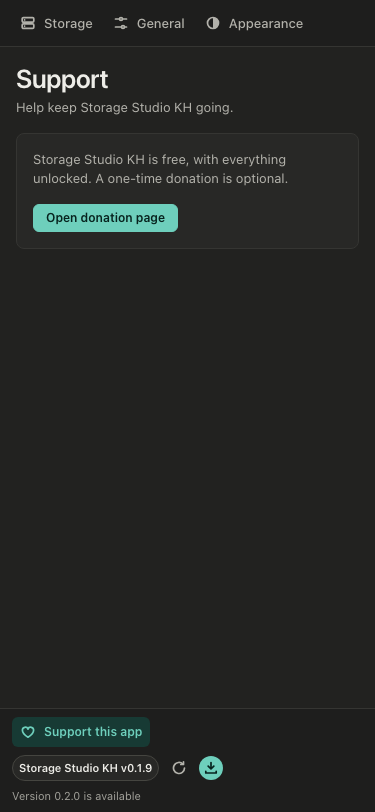 Storage
General
Appearance
Support
Help keep Storage Studio KH going.
Storage Studio KH is free, with everything
unlocked. A one-time donation is optional.
Open donation page
Support this app
Storage Studio KH v0.1.9
Version 0.2.0 is available